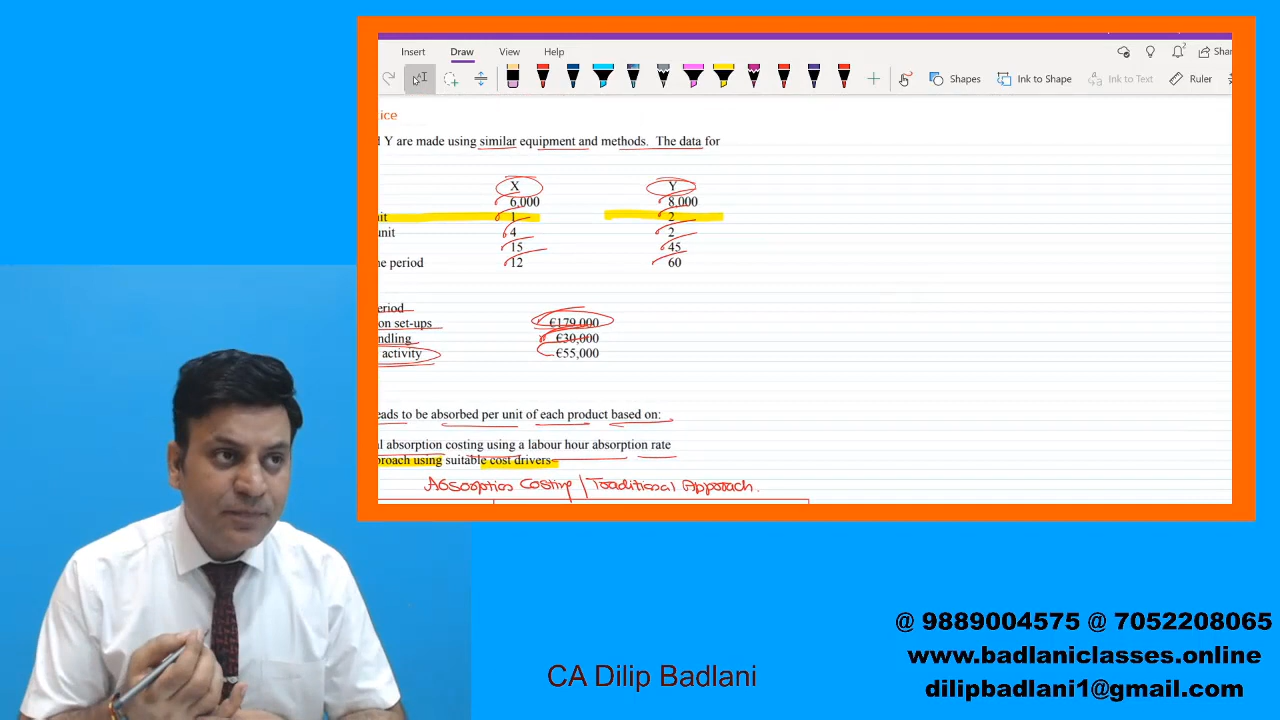 Insert Draw View Help Shar
Shapes Ink to Shape Ink to Text Ruler
ice
Y are made using similar equipment and methods. The data for
X Y
6,000 8,000
nit 1 2
unit 4 2
15 45
ne period 12 60
eriod
on set-ups €179,000
ndling €30,000
activity €55,000
eads to be absorbed per unit of each product based on:
al absorption costing using a labour hour absorption rate
proach using suitable cost drivers
Absorption Costing | Traditional Approach.
@ 9889004575 @ 7052208065
www.badlaniclasses.online
CA Dilip Badlani
dilipbadlani1@gmail.com